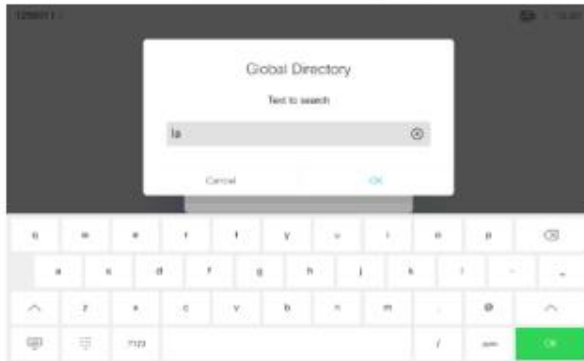 Global Directory
Text to search
la
Cancel OK
q w e r t y u i o p
a s d f g h j k l
z x c v b n m . @
?123 / OK